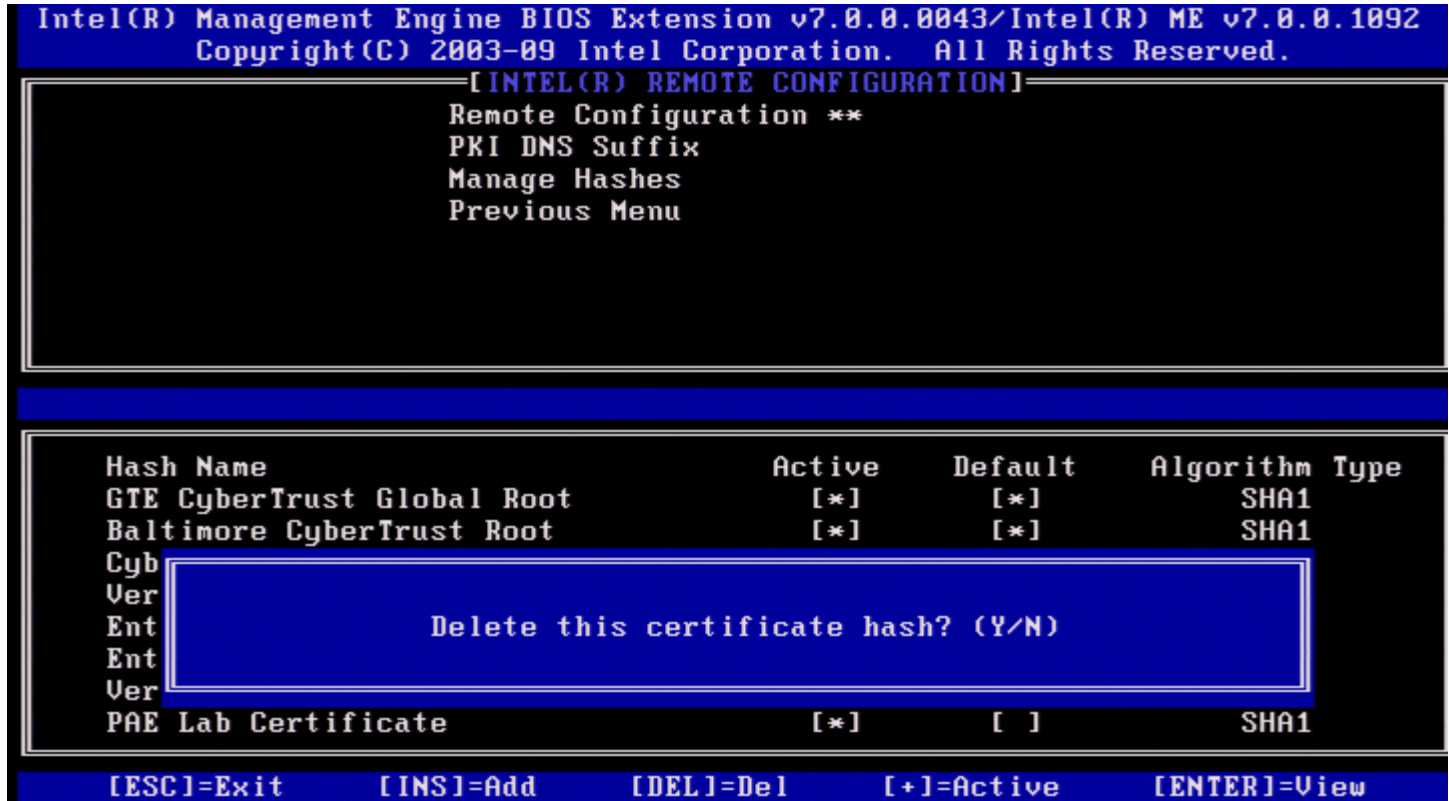 Intel(R) Management Engine BIOS Extension v7.0.0.0043/Intel(R) ME v7.0.0.1092
Copyright(C) 2003-09 Intel Corporation. All Rights Reserved.
[INTEL(R) REMOTE CONFIGURATION]
Remote Configuration **
PKI DNS Suffix
Manage Hashes
Previous Menu
Hash Name Active Default Algorithm Type
GTE CyberTrust Global Root [*] [*] SHA1
Baltimore CyberTrust Root [*] [*] SHA1
Cyb
Ver
Ent
Delete this certificate hash? (Y/N)
Ent
Ver
PAE Lab Certificate [*] [ ] SHA1
[ESC]=Exit [INS]=Add [DEL]=Del [+]=Active [ENTER]=View